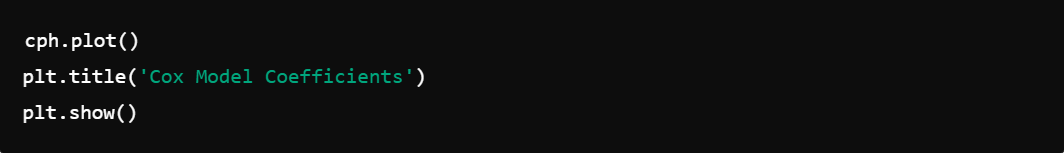 cph.plot()
plt.title('Cox Model Coefficients')
plt.show()